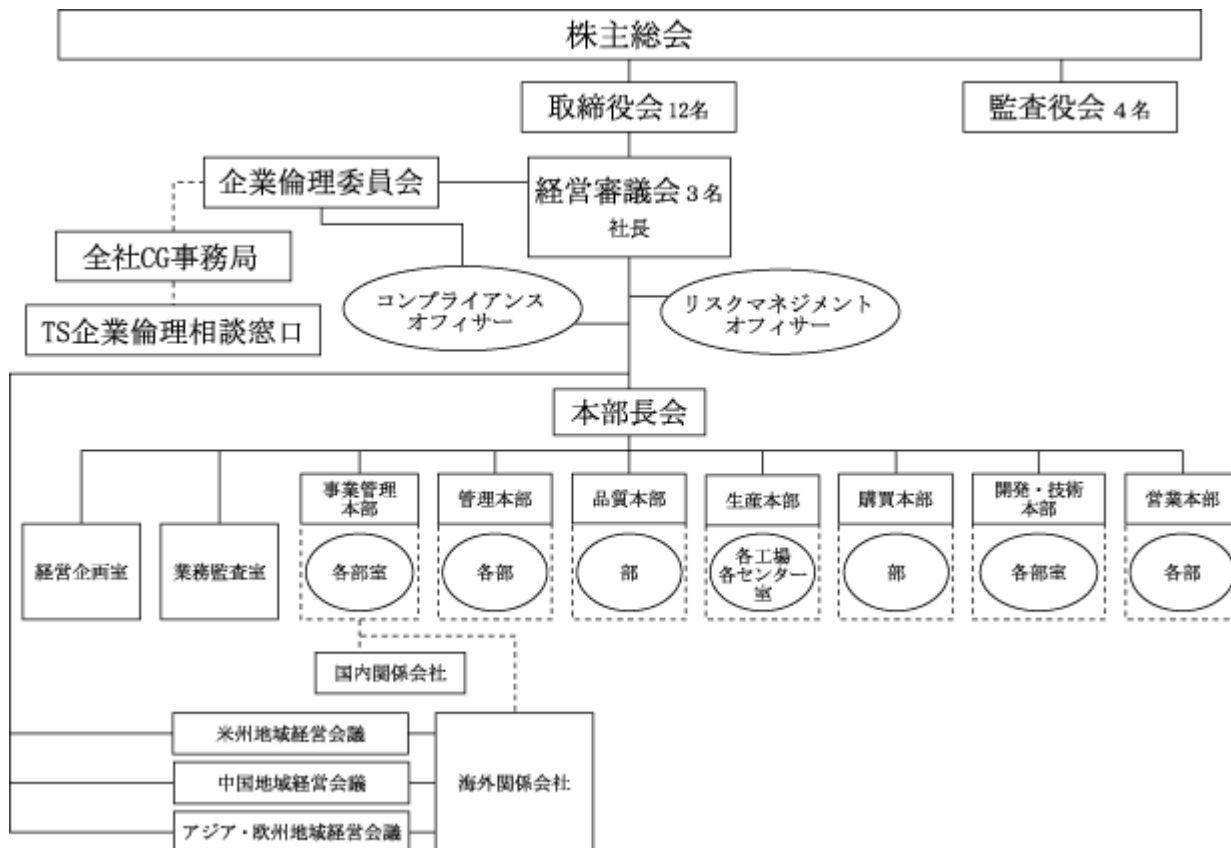 株主総会
取締役会 12名
監査役会 4名
企業倫理委員会
経営審議会 3名
社長
全社CG事務局
コンプライアンス
オフィサー
リスクマネジメント
オフィサー
TS企業倫理相談窓口
本部長会
経営企画室
業務監査室
事業管理
本部
各部室
管理本部
各部
品質本部
部
生産本部
各工場
各センター
室
購買本部
部
開発・技術
本部
各部室
営業本部
各部
国内関係会社
米州地域経営会議
中国地域経営会議
アジア・欧州地域経営会議
海外関係会社